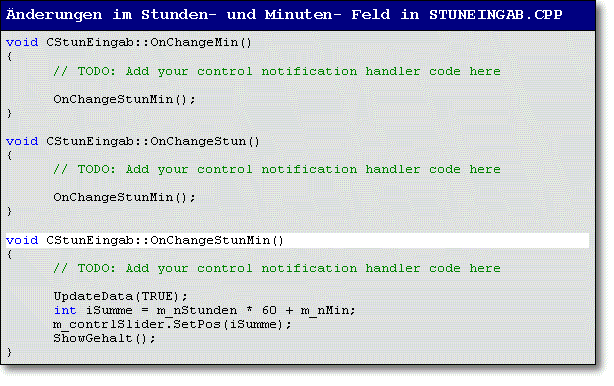 Änderungen im Stunden- und Minuten- Feld in STUNEINGAB.CPP
void CStunEingab::OnChangeMin()
{
// TODO: Add your control notification handler code here
OnChangeStunMin();
}
void CStunEingab::OnChangeStun()
{
// TODO: Add your control notification handler code here
OnChangeStunMin();
}
void CStunEingab::OnChangeStunMin()
{
// TODO: Add your control notification handler code here
UpdateData(TRUE);
int iSumme = m_nStunden * 60 + m_nMin;
m_contrlSlider.SetPos(iSumme);
ShowGehalt();
}